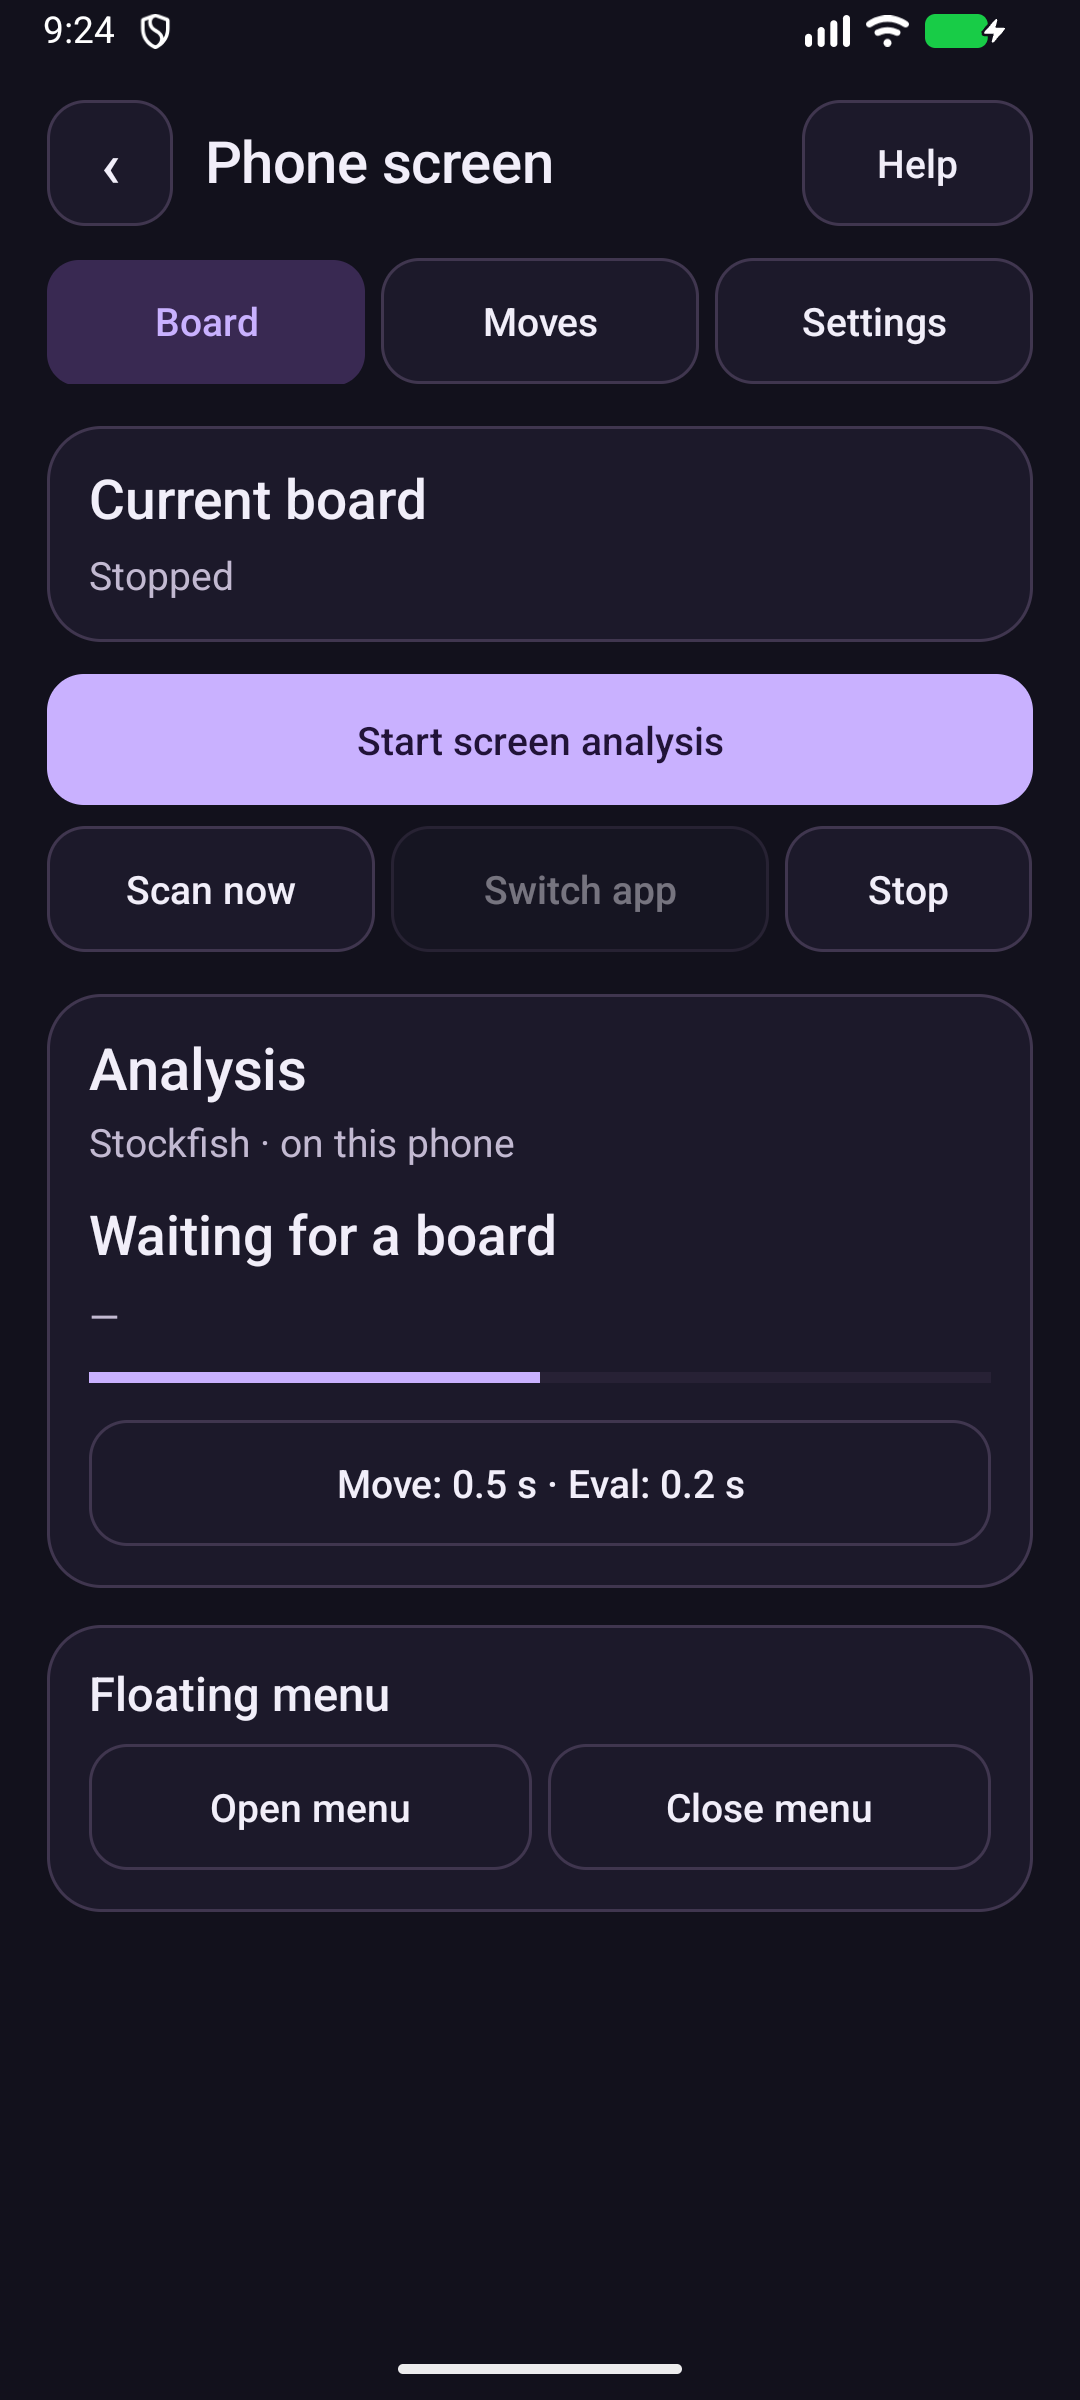 9:24
‹
Phone screen
Help
Board
Moves
Settings
Current board
Stopped
Start screen analysis
Scan now
Switch app
Stop
Analysis
Stockfish · on this phone
Waiting for a board
—
Move: 0.5 s · Eval: 0.2 s
Floating menu
Open menu
Close menu